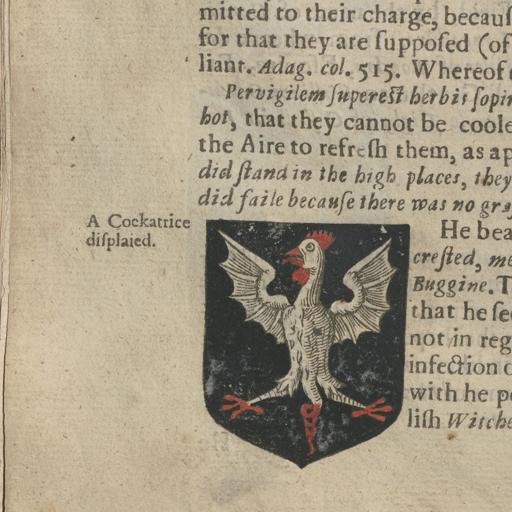 mitted to their charge, becauſ
for that they are ſuppoſed (of
liant. Adag. col. 515. Whereof
Pervigilem ſupereſt herbis ſopi
hot, that they cannot be coole
the Aire to refreſh them, as ap
did ſtand in the high places, they
did faile becauſe there was no gra
A Cockatrice
diſplaied.
He bea
creſted, me
Buggine. T
that he ſe
not in reg
infection o
with he p
liſh Witche